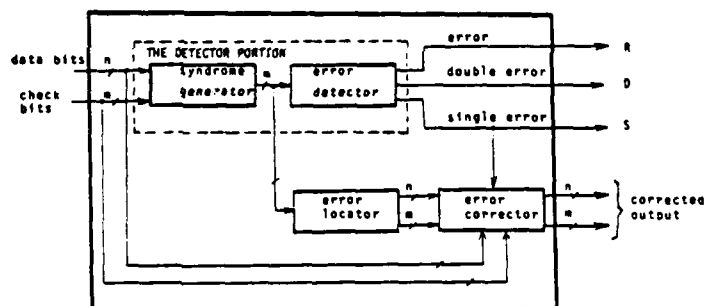 THE DETECTOR PORTION
error
R
data bits
n
syndrome
generator
m
error
detector
double error
D
check
bits
m
single error
S
error
locator
n
m
error
corrector
n
m
corrected
output